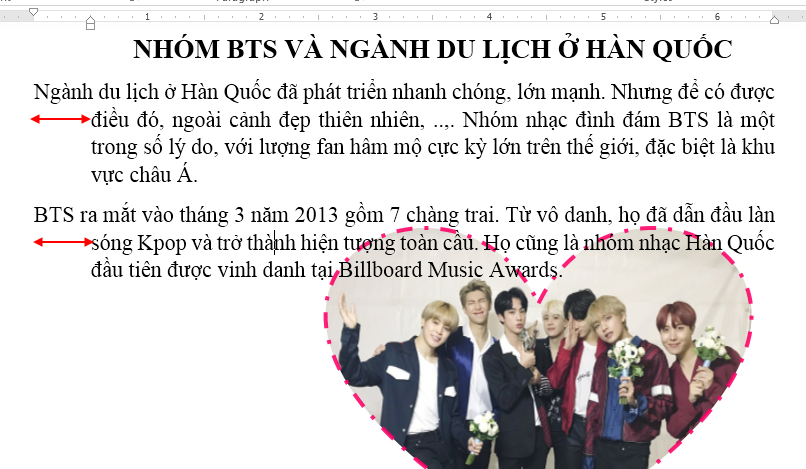 1 2 3 4 5 6
NHÓM BTS VÀ NGÀNH DU LỊCH Ở HÀN QUỐC
Ngành du lịch ở Hàn Quốc đã phát triển nhanh chóng, lớn mạnh. Nhưng để có được
điều đó, ngoài cảnh đẹp thiên nhiên, ..,. Nhóm nhạc đình đám BTS là một
trong số lý do, với lượng fan hâm mộ cực kỳ lớn trên thế giới, đặc biệt là khu
vực châu Á.
BTS ra mắt vào tháng 3 năm 2013 gồm 7 chàng trai. Từ vô danh, họ đã dẫn đầu làn
sóng Kpop và trở thành hiện tượng toàn cầu. Họ cũng là nhóm nhạc Hàn Quốc
đầu tiên được vinh danh tại Billboard Music Awards.